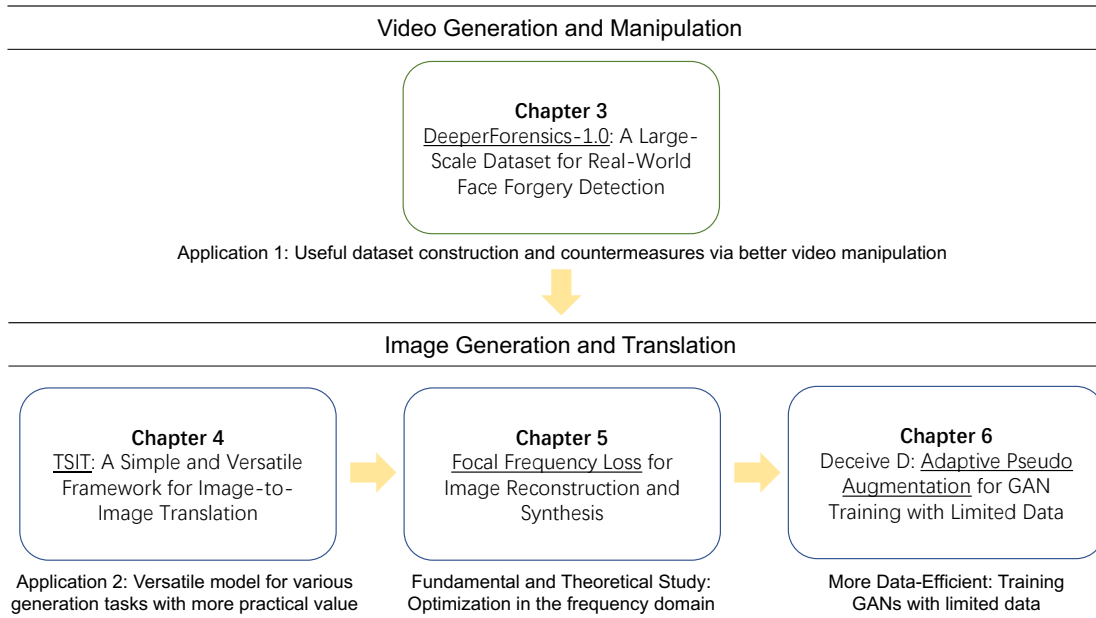 Video Generation and Manipulation
Chapter 3
DeeperForensics-1.0: A Large-
Scale Dataset for Real-World
Face Forgery Detection
Application 1: Useful dataset construction and countermeasures via better video manipulation
Image Generation and Translation
Chapter 4
TSIT: A Simple and Versatile
Framework for Image-to-
Image Translation
Application 2: Versatile model for various
generation tasks with more practical value
Chapter 5
Focal Frequency Loss for
Image Reconstruction and
Synthesis
Fundamental and Theoretical Study:
Optimization in the frequency domain
Chapter 6
Deceive D: Adaptive Pseudo
Augmentation for GAN
Training with Limited Data
More Data-Efficient: Training
GANs with limited data